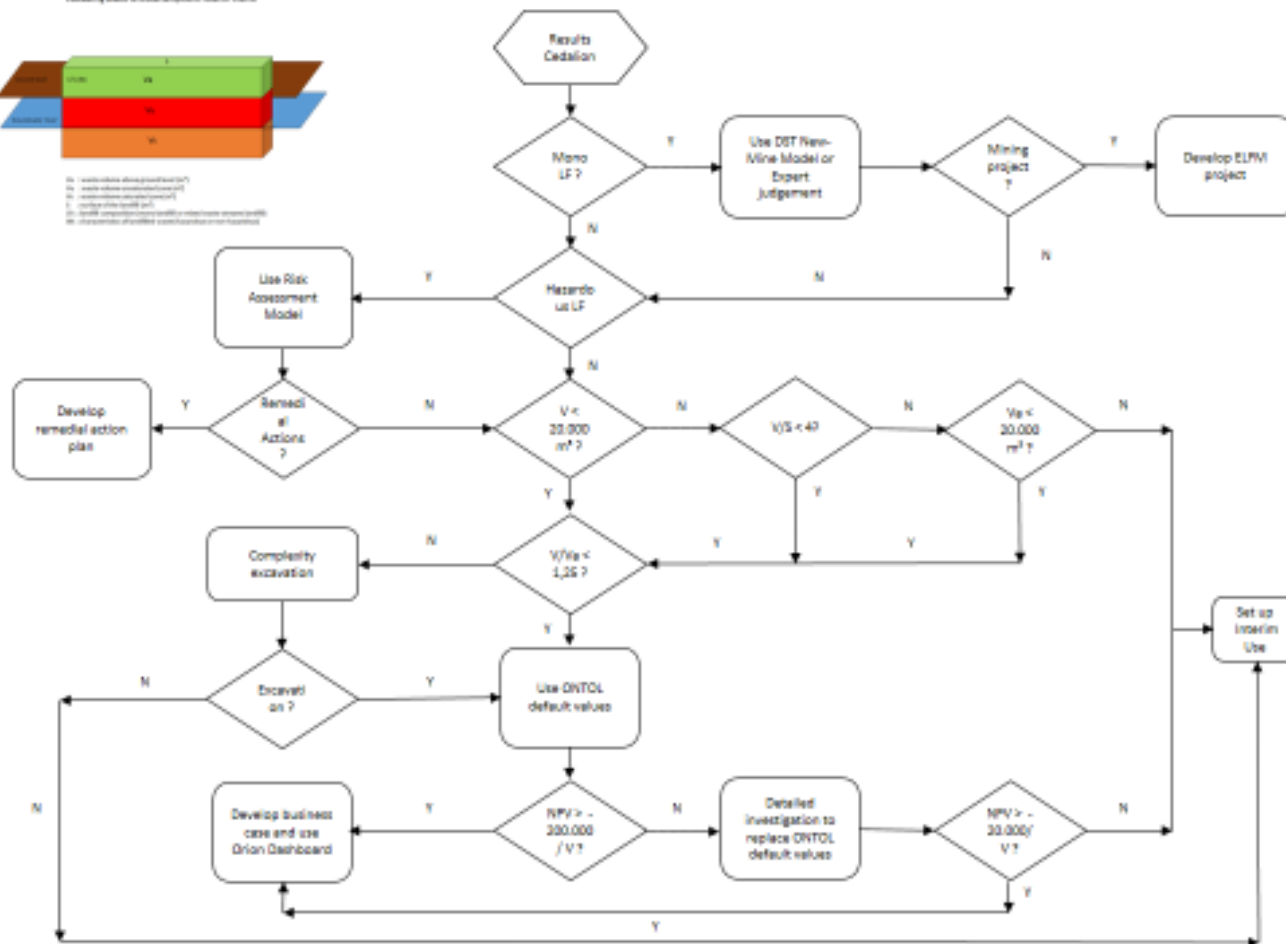 Results
Cedalion
Mono
LF ?
Y
Use DST New-
Mine Model or
Expert
Judgement
Mining
project
?
Y
Develop ELFM
project
N
N
Use Risk
Assessment
Model
Y
Hazardo
us LF
N
N
Develop
remedial action
plan
Y
Remedi
al
Actions
?
N
V <
20.000
m³ ?
N
V/S < 4?
N
Va <
20.000
m³ ?
N
Y
Y
Y
Complexity
excavation
N
V/Va <
1,25 ?
Y
Y
Y
Set up
Interim
Use
N
Excavati
on ?
Y
Use ONTOL
default values
N
Develop business
case and use
Orion Dashboard
Y
NPV > -
200.000
/ V ?
N
Detailed
investigation to
replace ONTOL
default values
NPV > -
20.000/
V ?
N
Y
Y